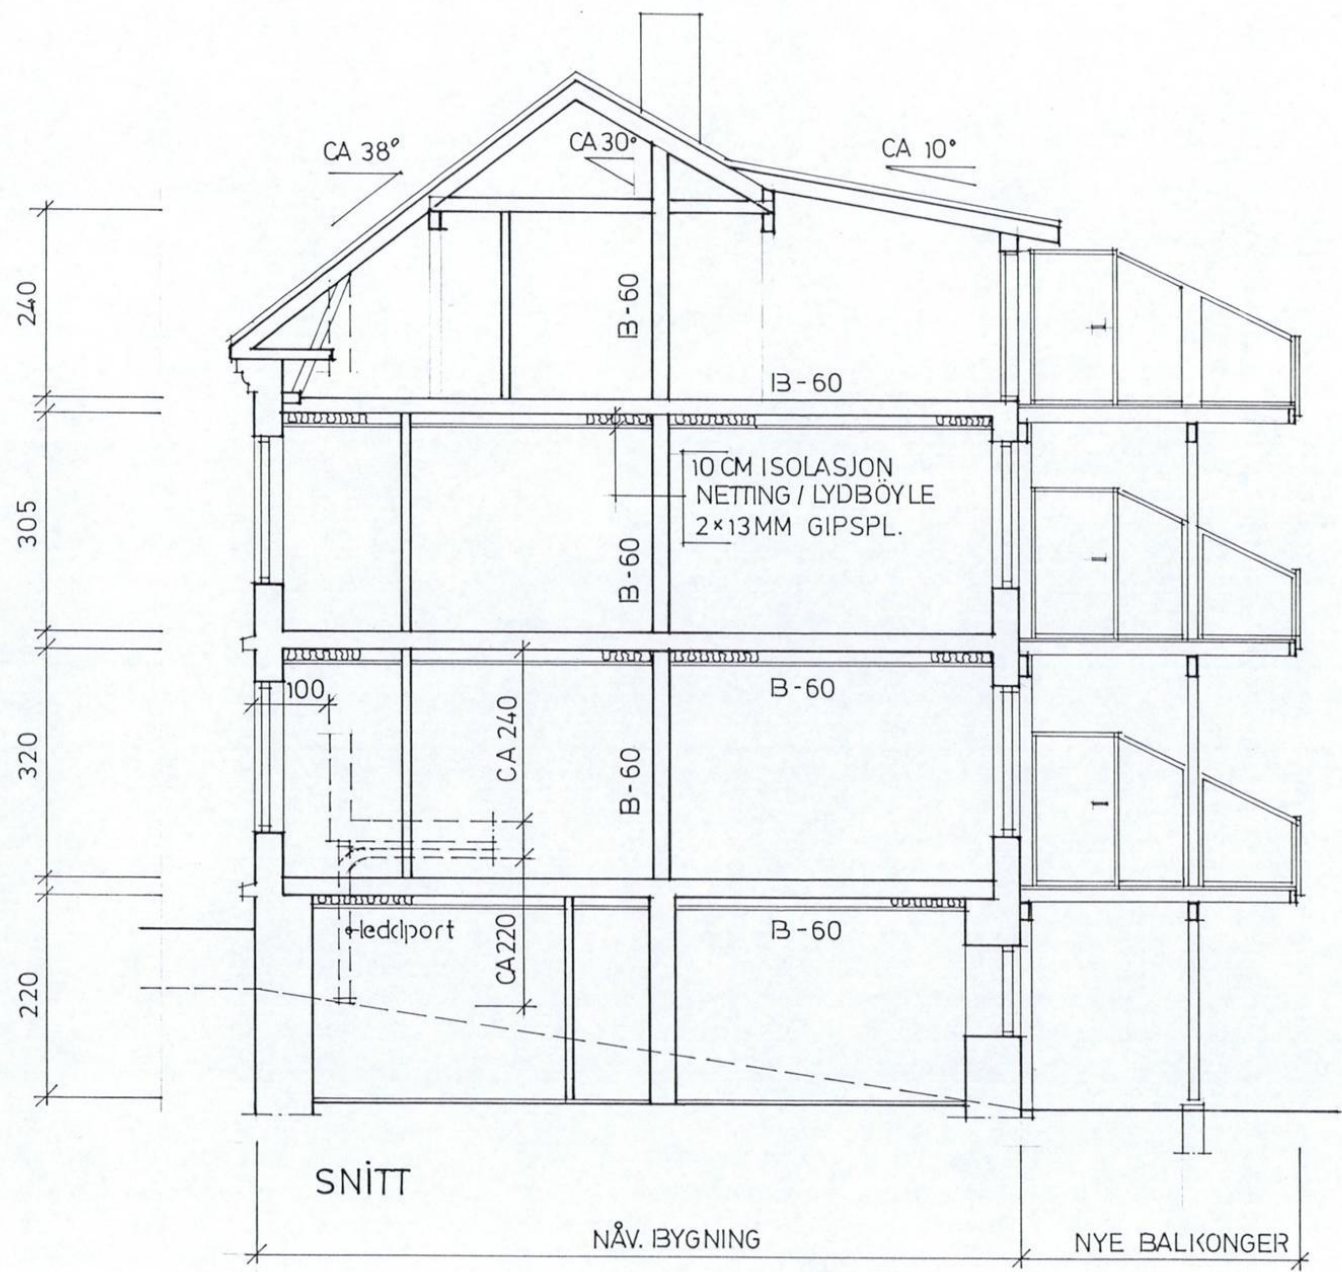 CA 38°
CA 30°
CA 10°
240
B-60
B-60
10 CM ISOLASJON
NETTING / LYDBÖYLE
2×13MM GIPSPL.
305
B-60
100
B-60
CA 240
320
B-60
Leddport
B-60
CA 220
220
SNITT
NÅV. BYGNING
NYE BALKONGER